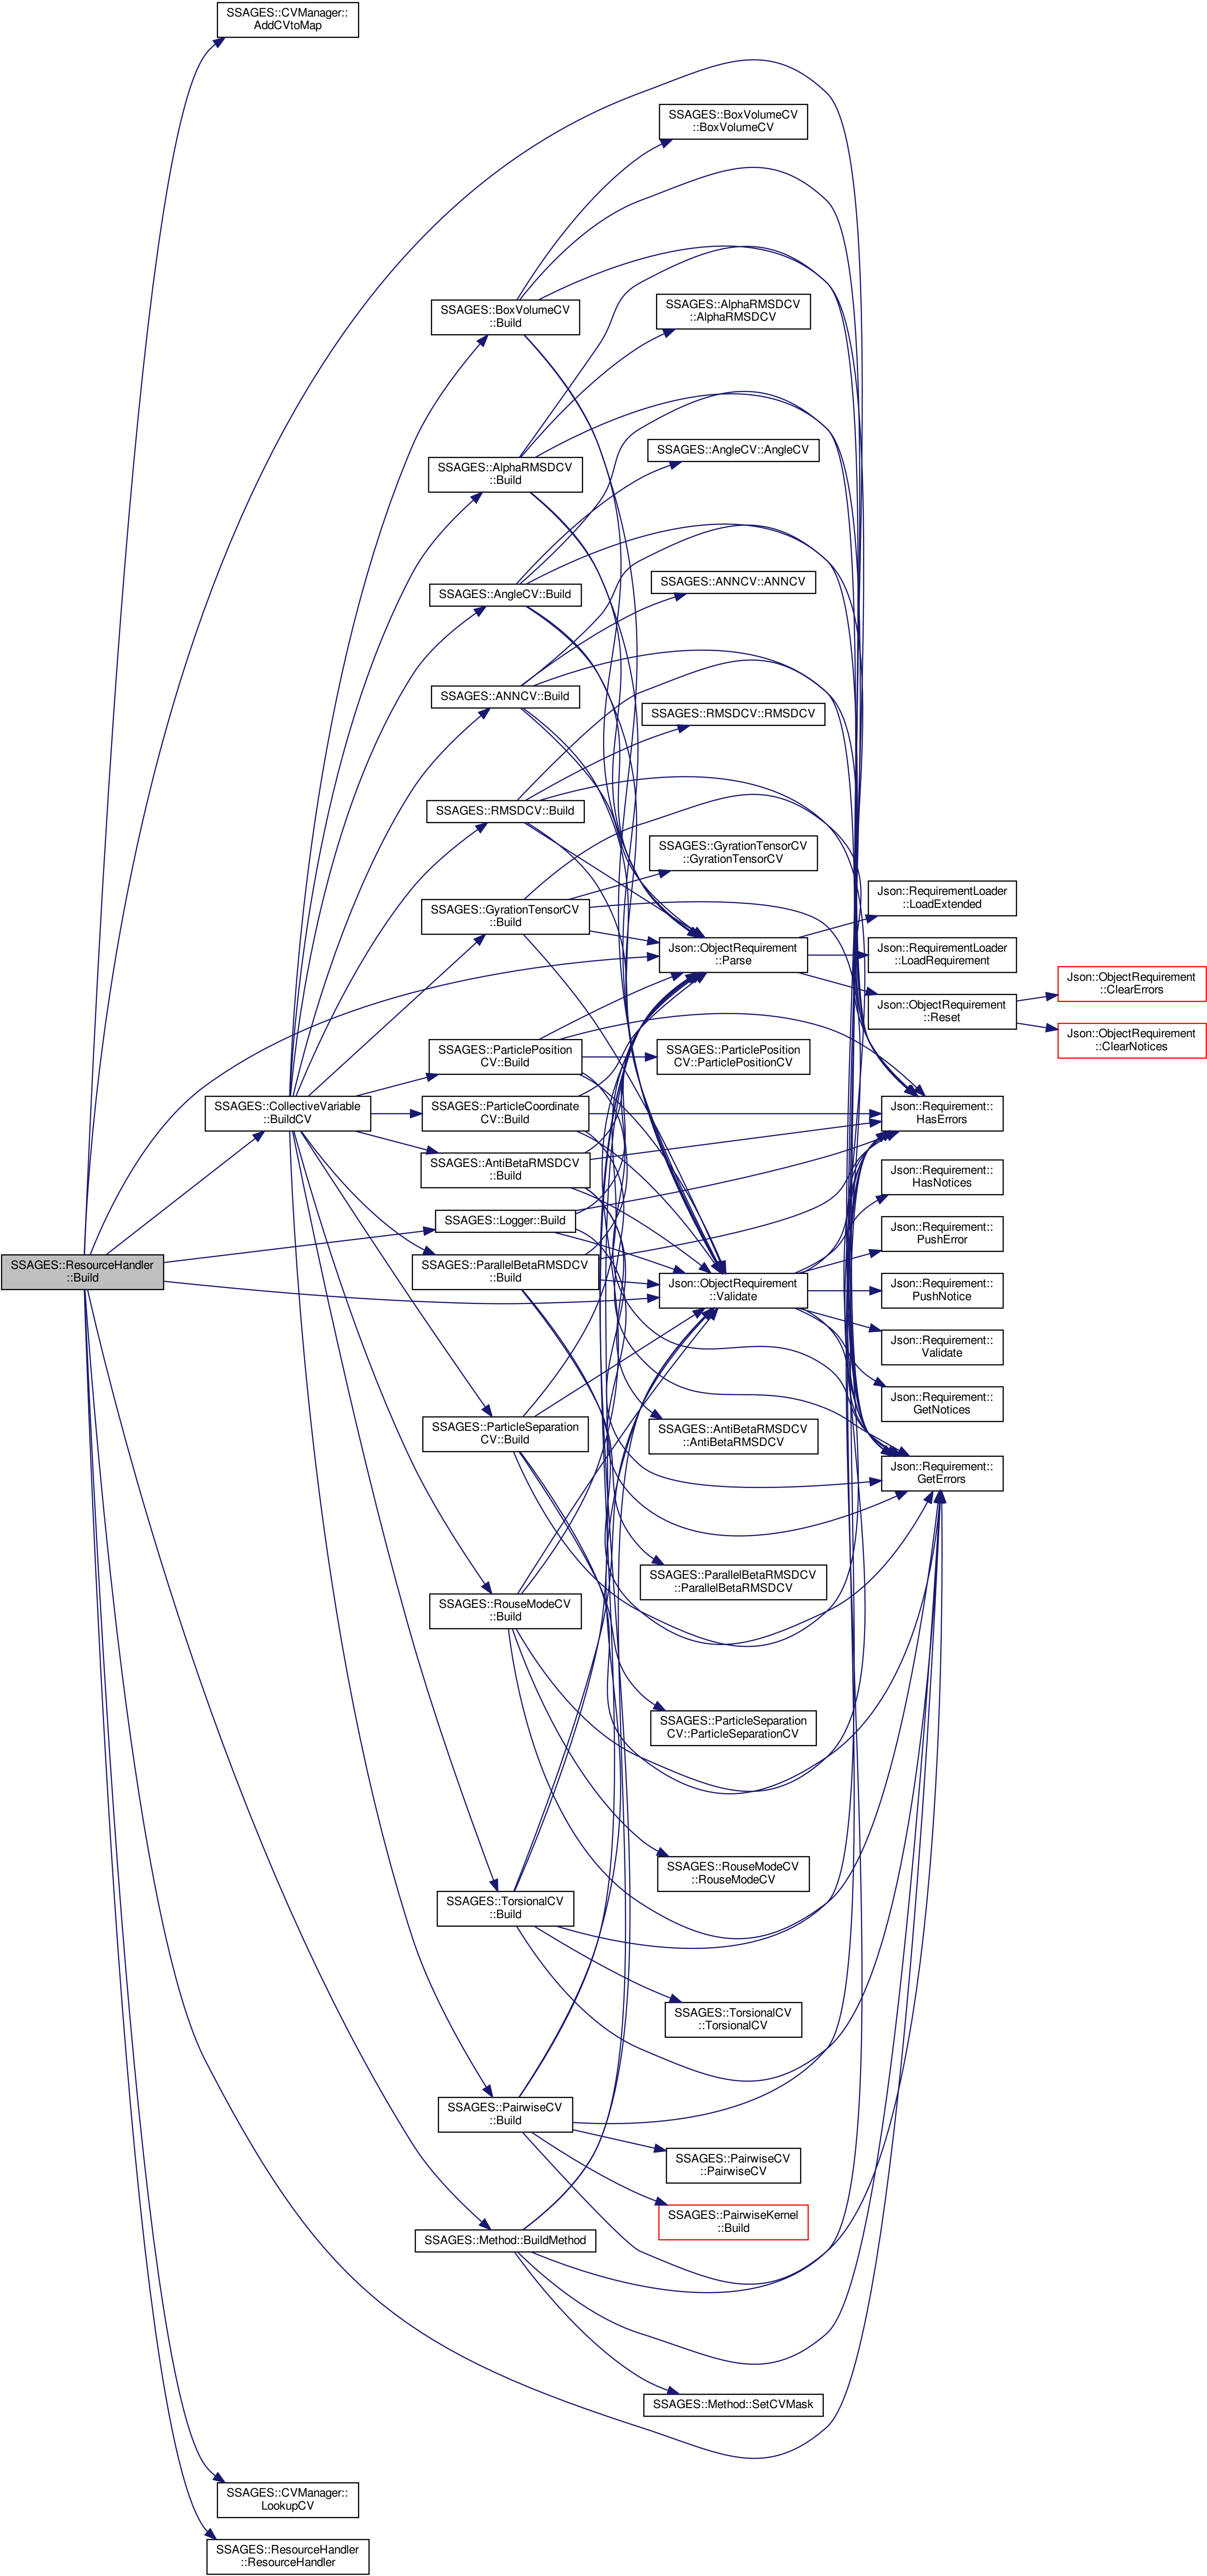 SSAGES::CVManager::
AddCVtoMap
SSAGES::BoxVolumeCV
::BoxVolumeCV
SSAGES::BoxVolumeCV
::Build
SSAGES::AlphaRMSDCV
::AlphaRMSDCV
SSAGES::AlphaRMSDCV
::Build
SSAGES::AngleCV::AngleCV
SSAGES::AngleCV::Build
SSAGES::ANNCV::ANNCV
SSAGES::ANNCV::Build
SSAGES::RMSDCV::RMSDCV
SSAGES::RMSDCV::Build
SSAGES::GyrationTensorCV
::GyrationTensorCV
SSAGES::GyrationTensorCV
::Build
Json::RequirementLoader
::LoadExtended
Json::ObjectRequirement
::Parse
Json::RequirementLoader
::LoadRequirement
Json::ObjectRequirement
::Reset
Json::ObjectRequirement
::ClearErrors
Json::ObjectRequirement
::ClearNotices
SSAGES::ParticlePosition
CV::Build
SSAGES::ParticlePosition
CV::ParticlePositionCV
SSAGES::CollectiveVariable
::BuildCV
SSAGES::ParticleCoordinate
CV::Build
Json::Requirement::
HasErrors
SSAGES::AntiBetaRMSDCV
::Build
Json::Requirement::
HasNotices
SSAGES::Logger::Build
Json::Requirement::
PushError
SSAGES::ResourceHandler
::Build
SSAGES::ParallelBetaRMSDCV
::Build
Json::ObjectRequirement
::Validate
Json::Requirement::
PushNotice
Json::Requirement::
Validate
Json::Requirement::
GetNotices
SSAGES::ParticleSeparation
CV::Build
SSAGES::AntiBetaRMSDCV
::AntiBetaRMSDCV
Json::Requirement::
GetErrors
SSAGES::ParallelBetaRMSDCV
::ParallelBetaRMSDCV
SSAGES::RouseModeCV
::Build
SSAGES::ParticleSeparation
CV::ParticleSeparationCV
SSAGES::RouseModeCV
::RouseModeCV
SSAGES::TorsionalCV
::Build
SSAGES::TorsionalCV
::TorsionalCV
SSAGES::PairwiseCV
::Build
SSAGES::PairwiseCV
::PairwiseCV
SSAGES::PairwiseKernel
::Build
SSAGES::Method::BuildMethod
SSAGES::Method::SetCVMask
SSAGES::CVManager::
LookupCV
SSAGES::ResourceHandler
::ResourceHandler